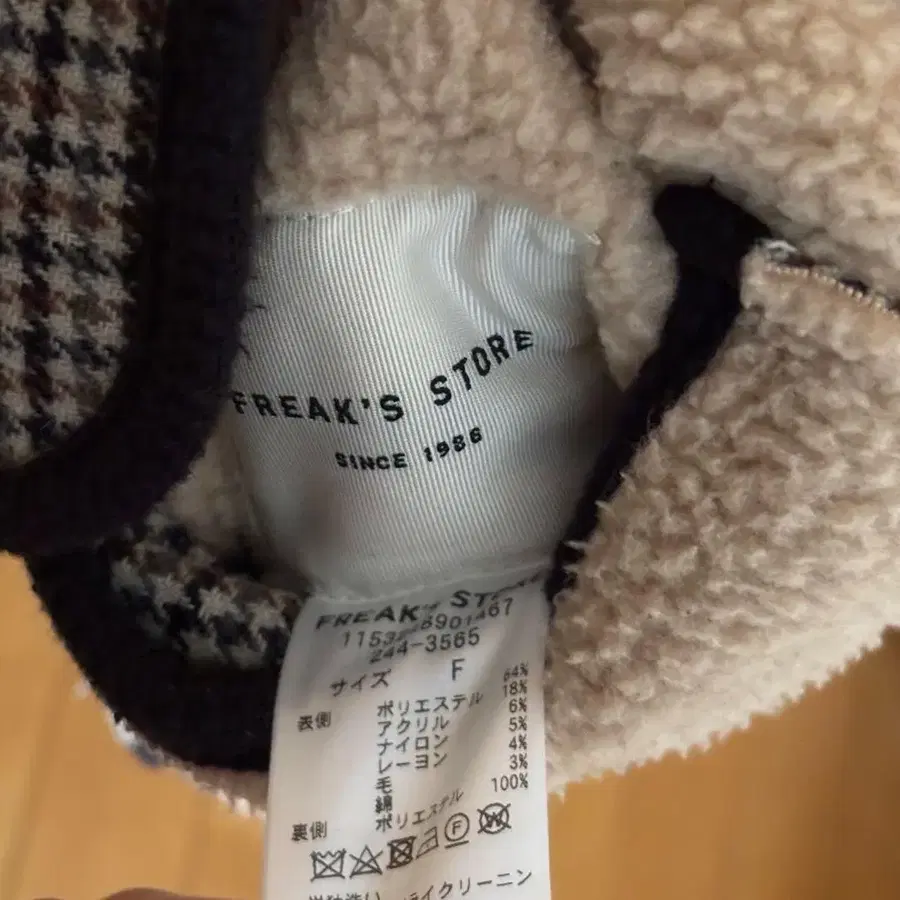 FREAK'S STORE
SINCE 1986
FREAK'S
244-3565
サイズ F
表側 ポリエステル 64%
アクリル 18%
ナイロン 6%
レーヨン 5%
毛 4%
綿 3%
裏側 ポリエステル 100%
F W